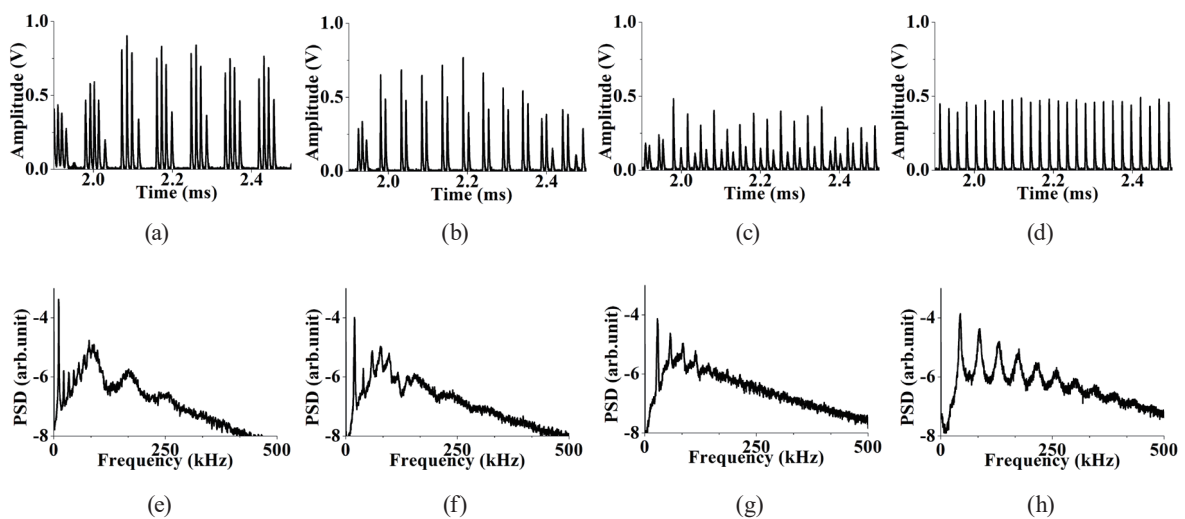 1.0
0.5
0.0
Amplitude (V)
2.0 2.2 2.4
Time (ms)
(a)
1.0
0.5
0.0
Amplitude (V)
2.0 2.2 2.4
Time (ms)
(b)
1.0
0.5
0.0
Amplitude (V)
2.0 2.2 2.4
Time (ms)
(c)
1.0
0.5
0.0
Amplitude (V)
2.0 2.2 2.4
Time (ms)
(d)
-4
-6
-8
PSD (arb.unit)
0 250 500
Frequency (kHz)
(e)
-4
-6
-8
PSD (arb.unit)
0 250 500
Frequency (kHz)
(f)
-4
-6
-8
PSD (arb.unit)
0 250 500
Frequency (kHz)
(g)
-4
-6
-8
PSD (arb.unit)
0 250 500
Frequency (kHz)
(h)